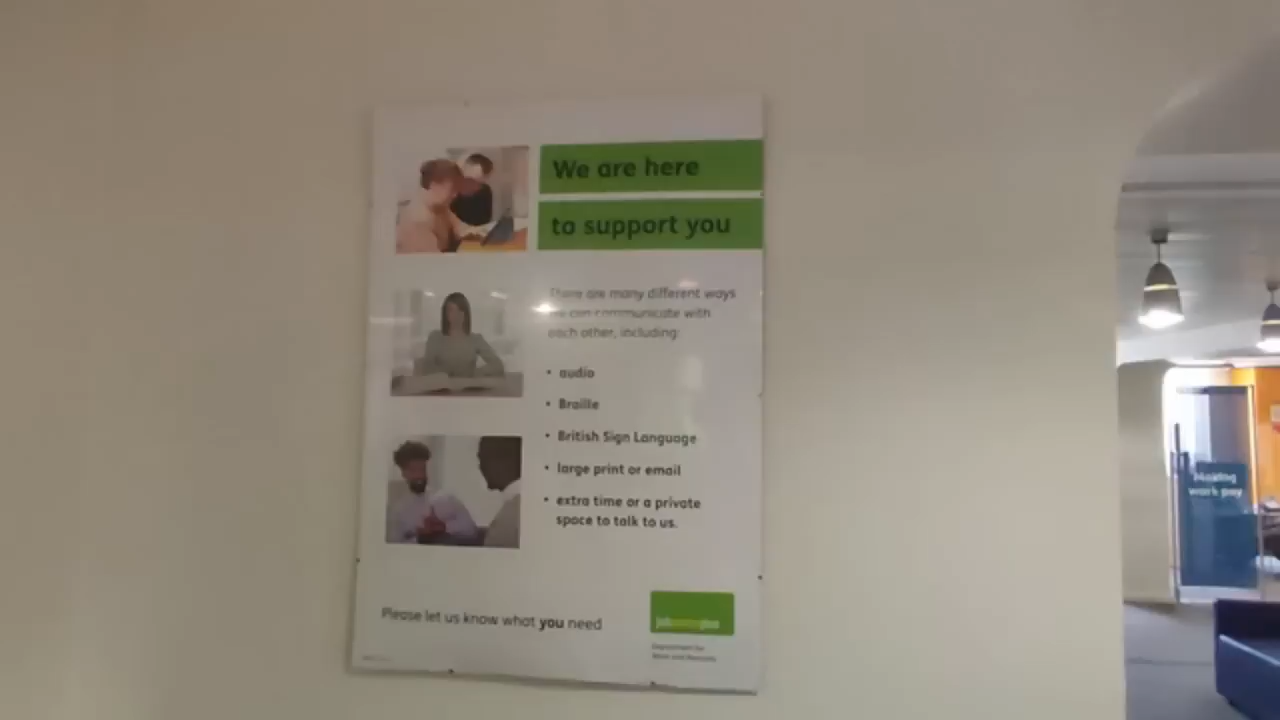 We are here
to support you
There are many different ways
we can communicate with
each other, including:
• audio
• Braille
• British Sign Language
• large print or email
• extra time or a private
space to talk to us.
Please let us know what you need
jobcentreplus
Department for
Work and Pensions
Making
work pay